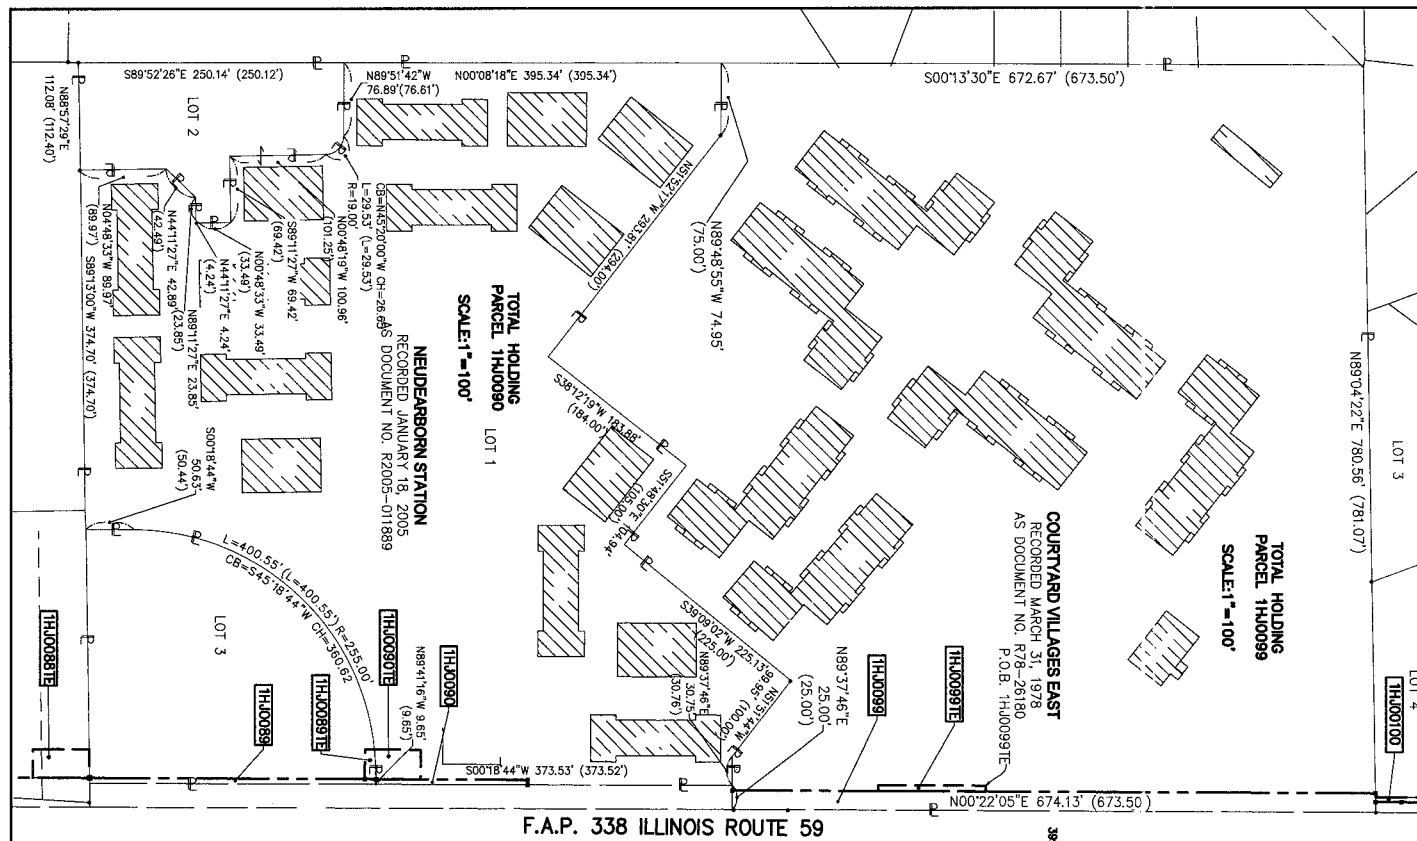 S89°52'26"E 250.14' (250.12')
N89°51'42"W
76.89'(76.61')
N00°08'18"E 395.34' (395.34')
S00°13'30"E 672.67' (673.50')
N88°57'29"E
112.08' (112.40')
LOT 2
N04°48'33"W 89.97'
(89.97')
N44°11'27"E 42.89'
(42.49')
N89°11'27"E 23.85'
(23.85')
N44°11'27"E 4.24'
(4.24')
N00°48'33"W 33.49'
(33.49')
S89°11'27"W 69.42'
(69.42')
N00°48'19"W 100.96'
(101.25')
CB=N45°20'00"W CH=26.65'
L=29.53' (L=29.53')
R=19.00'
S89°13'00"W 374.70' (374.70')
S00°18'44"W
50.63'
(50.44')
TOTAL HOLDING
PARCEL 1HJ0090
SCALE:1"=100'
NEUDEARBORN STATION
RECORDED JANUARY 18, 2005
AS DOCUMENT NO. R2005-011889
LOT 1
N51°52'17"W 293.81' (294.00')
N89°48'55"W 74.95'
(75.00')
S38°12'19"W 183.88'
(184.00')
S51°48'30"E 104.94'
(105.00')
S39°09'02"W 225.13'
(225.00')
N51°51'44"W
99.95' (100.00')
N89°37'46"E
30.75'
(30.76')
N89°37'46"E
25.00'
(25.00')
N89°04'22"E 780.56' (781.07')
LOT 3
LOT 4
TOTAL HOLDING
PARCEL 1HJ0099
SCALE:1"=100'
COURTYARD VILLAGES EAST
RECORDED MARCH 31, 1978
AS DOCUMENT NO. R78-26180
P.O.B. 1HJ0099TE
L=400.55' (L=400.55') R=255.00'
CB=S45°18'44"W CH=360.62
LOT 3
1HJ0088TE
1HJ0089
1HJ0089TE
1HJ0090TE
N89°41'16"W 9.65'
(9.65')
1HJ0090
1HJ0099
1HJ0099TE
1HJ00100
S00°18'44"W 373.53' (373.52')
N00°22'05"E 674.13' (673.50')
F.A.P. 338 ILLINOIS ROUTE 59